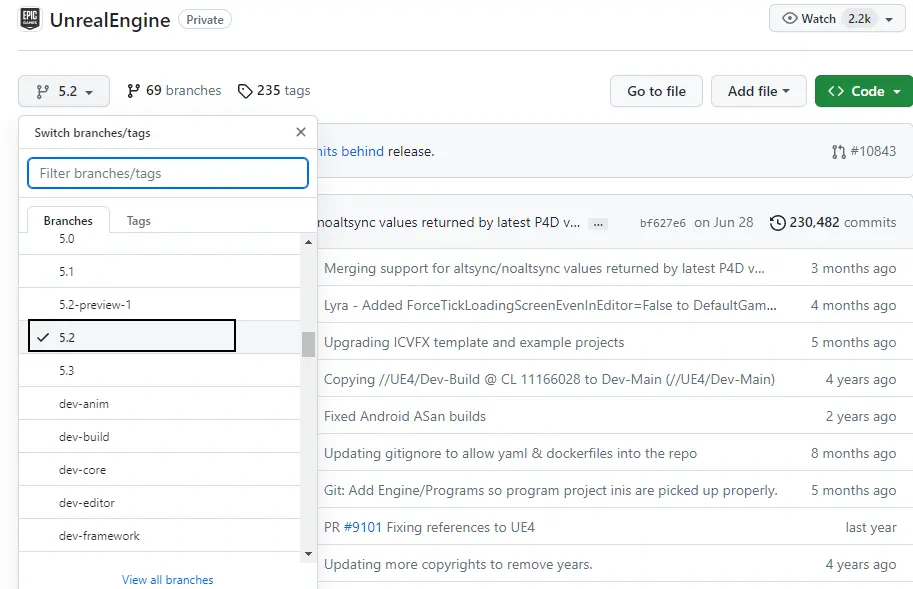 EPIC GAMES UnrealEngine Private Watch 2.2k
5.2 69 branches 235 tags Go to file Add file <> Code
Switch branches/tags
its behind release. #10843
Filter branches/tags
Branches Tags
noaltsync values returned by latest P4D v... ... bf627e6 on Jun 28 230,482 commits
5.0
5.1 Merging support for altsync/noaltsync values returned by latest P4D v... 3 months ago
5.2-preview-1 Lyra - Added ForceTickLoadingScreenEvenInEditor=False to DefaultGam... 4 months ago
5.2 Upgrading ICVFX template and example projects 5 months ago
5.3 Copying //UE4/Dev-Build @ CL 11166028 to Dev-Main (//UE4/Dev-Main) 4 years ago
dev-anim Fixed Android ASan builds 2 years ago
dev-build Updating gitignore to allow yaml & dockerfiles into the repo 8 months ago
dev-core
dev-editor Git: Add Engine/Programs so program project inis are picked up properly. 5 months ago
dev-framework PR #9101 Fixing references to UE4 last year
Updating more copyrights to remove years. 4 years ago
View all branches